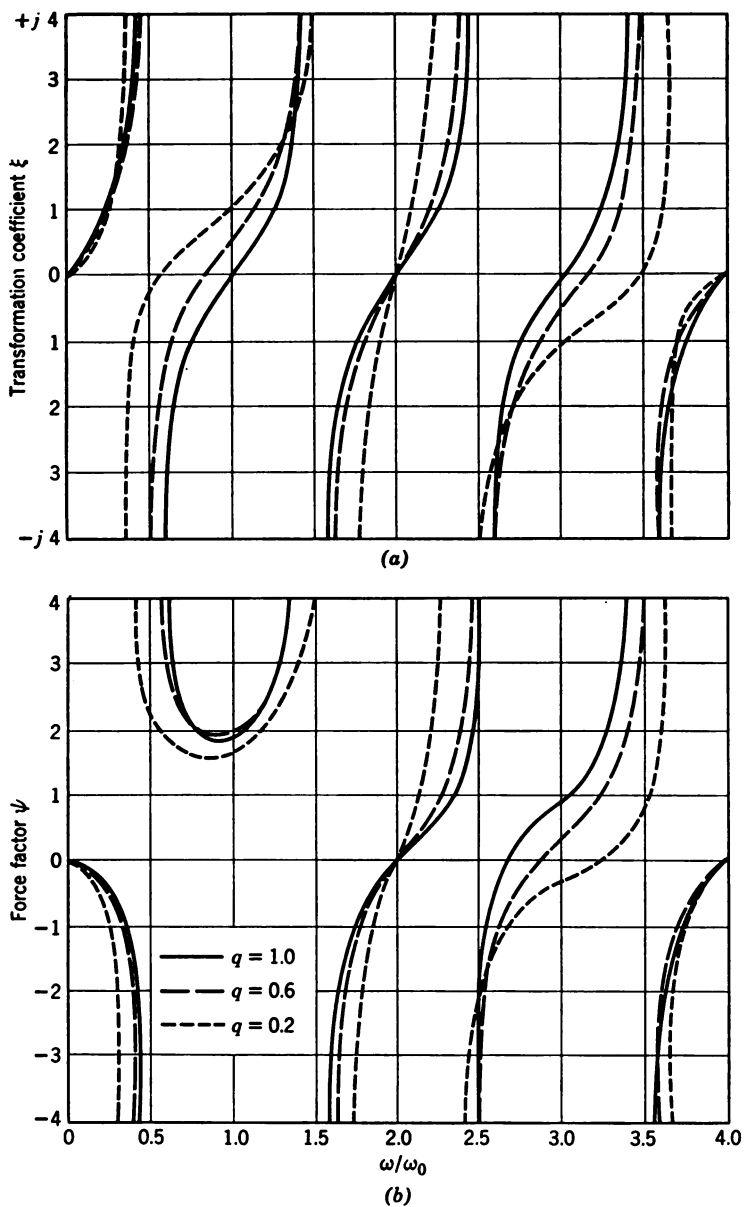 +j 4
3
2
1
0
1
2
3
−j 4
Transformation coefficient ξ
(a)
4
3
2
1
0
−1
−2
−3
−4
Force factor ψ
q = 1.0
q = 0.6
q = 0.2
0 0.5 1.0 1.5 2.0 2.5 3.0 3.5 4.0
ω/ω₀
(b)